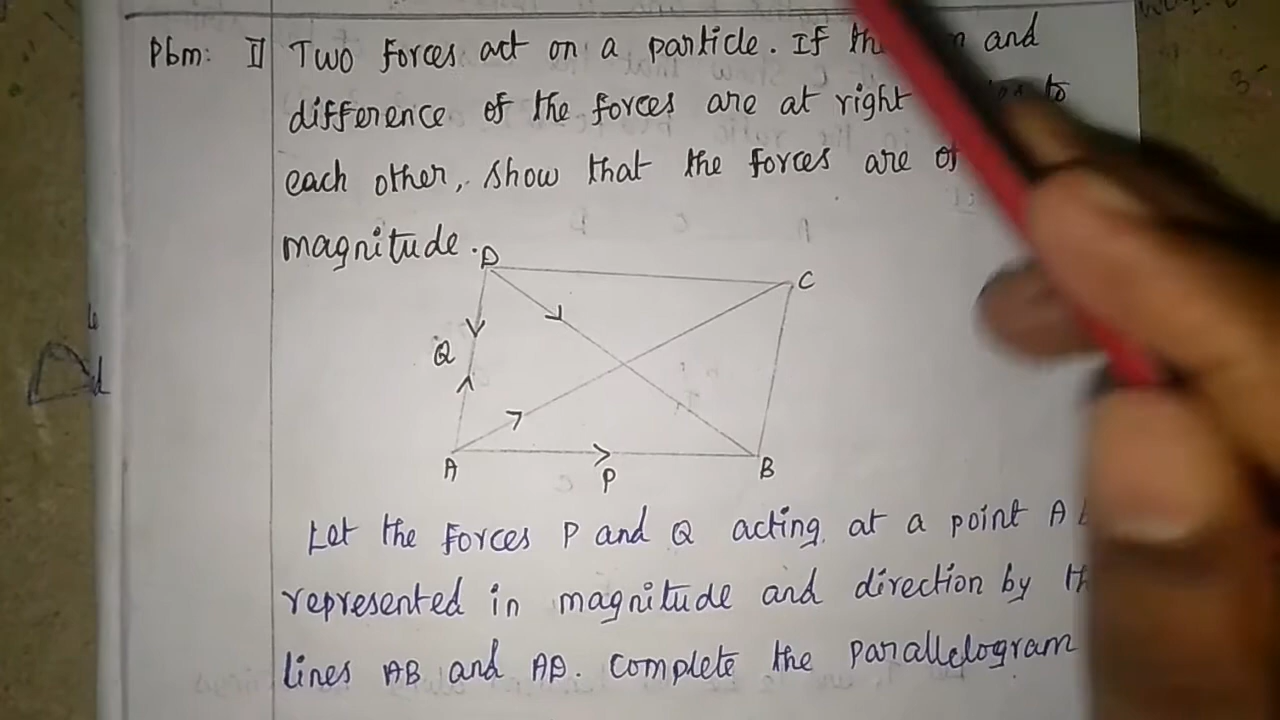 Pbm: II Two Forces act on a particle. If and
difference of the forces are at right to
each other, show that the forces are of
magnitude.
D
C
Q
A
B
P
Let the forces P and Q acting at a point A
represented in magnitude and direction by
lines AB and AD. Complete the parallelogram